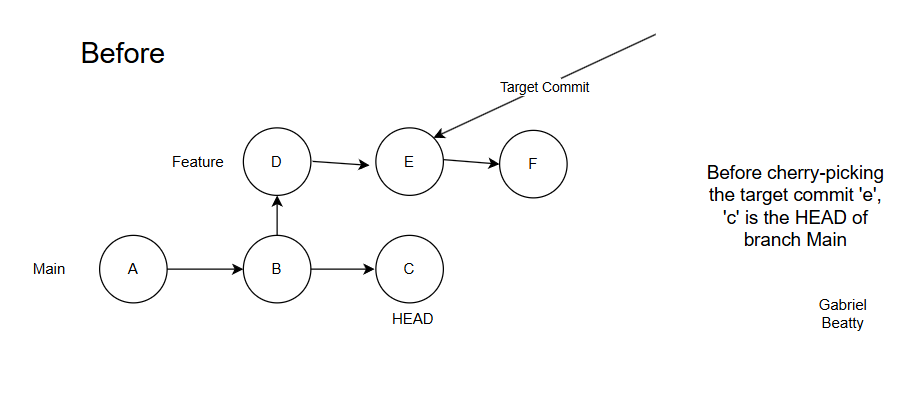 Before
Target Commit
Feature
D
E
F
Before cherry-picking
the target commit 'e',
'c' is the HEAD of
branch Main
Main
A
B
C
HEAD
Gabriel
Beatty